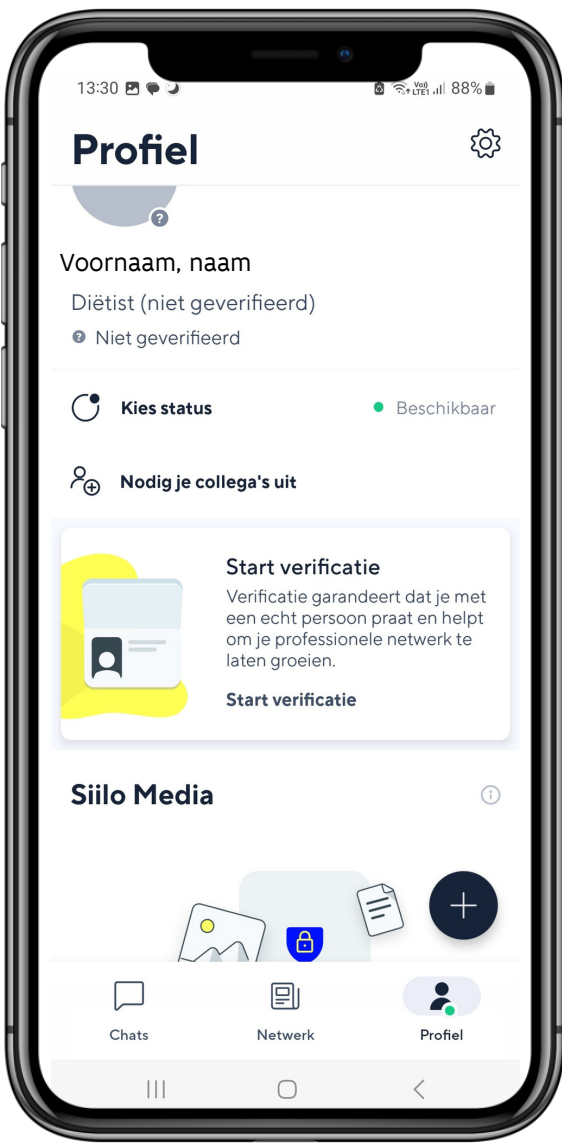 13:30
Vo)) LTE1 88%
Profiel
?
Voornaam, naam
Diëtist (niet geverifieerd)
? Niet geverifieerd
Kies status
Beschikbaar
Nodig je collega's uit
Start verificatie
Verificatie garandeert dat je met
een echt persoon praat en helpt
om je professionele netwerk te
laten groeien.
Start verificatie
Siilo Media
Chats
Netwerk
Profiel